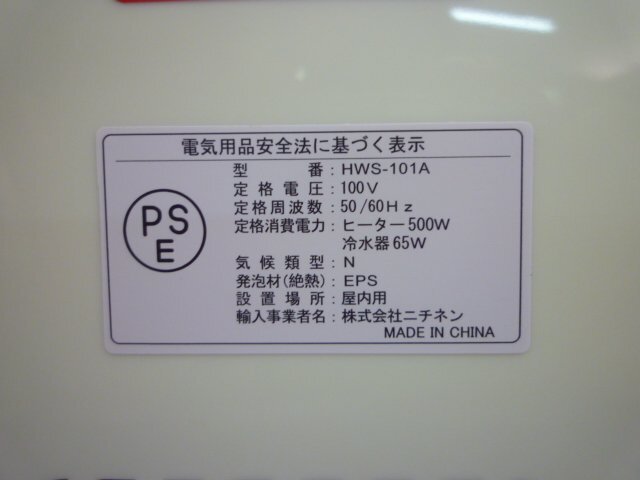 電気用品安全法に基づく表示
型番:HWS-101A
定格電圧:100V
定格周波数:50/60Hz
定格消費電力:ヒーター500W
冷水器65W
気候類型:N
発泡材(絶熱):EPS
設置場所:屋内用
輸入事業者名:株式会社ニチネン
MADE IN CHINA
PS
E